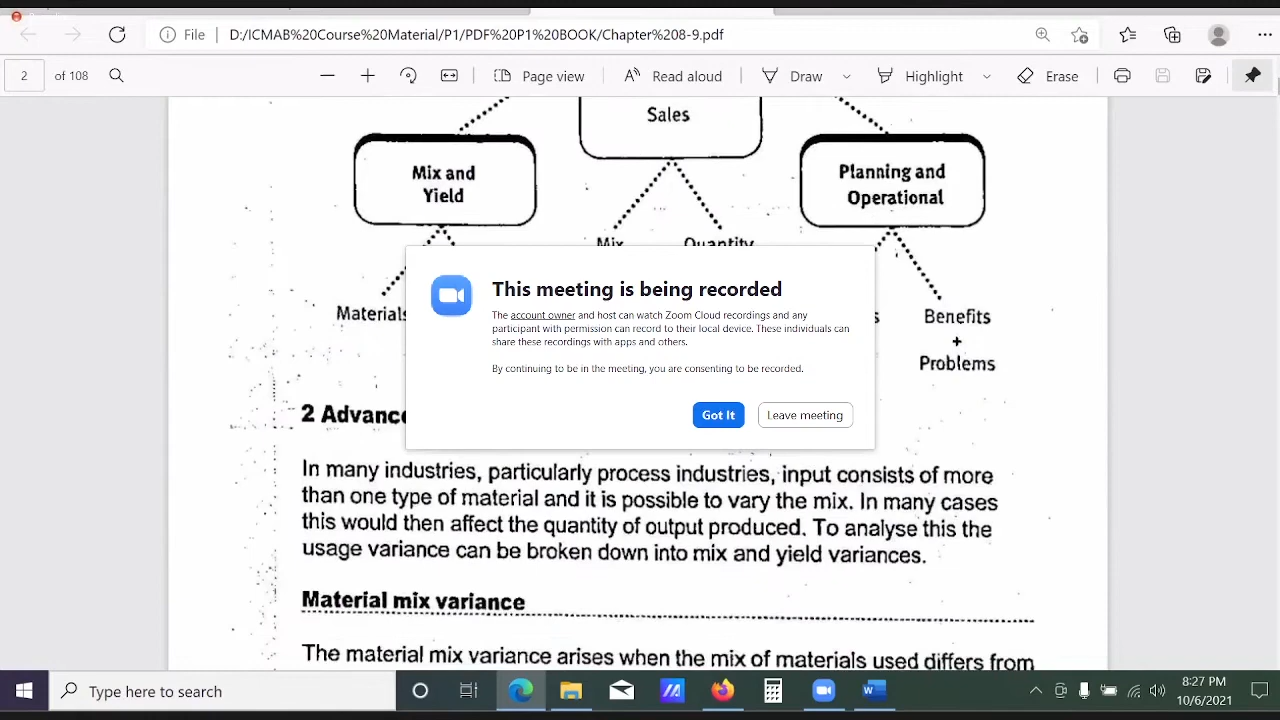 File
D:/ICMAB%20Course%20Material/P1/PDF%20P1%20BOOK/Chapter%208-9.pdf
2 of 108
Page view
Read aloud
Draw
Highlight
Erase
Sales
Mix and
Yield
Planning and
Operational
Mix Quantity
Materials
Benefits
+
Problems
This meeting is being recorded
The account owner and host can watch Zoom Cloud recordings and any
participant with permission can record to their local device. These individuals can
share these recordings with apps and others.
By continuing to be in the meeting, you are consenting to be recorded.
Got It
Leave meeting
2
In many industries, particularly process industries, input consists of more
than one type of material and it is possible to vary the mix. In many cases
this would then affect the quantity of output produced. To analyse this the
usage variance can be broken down into mix and yield variances.
Material mix variance
The material mix variance arises when the mix of materials used differs from
Type here to search
8:27 PM
10/6/2021